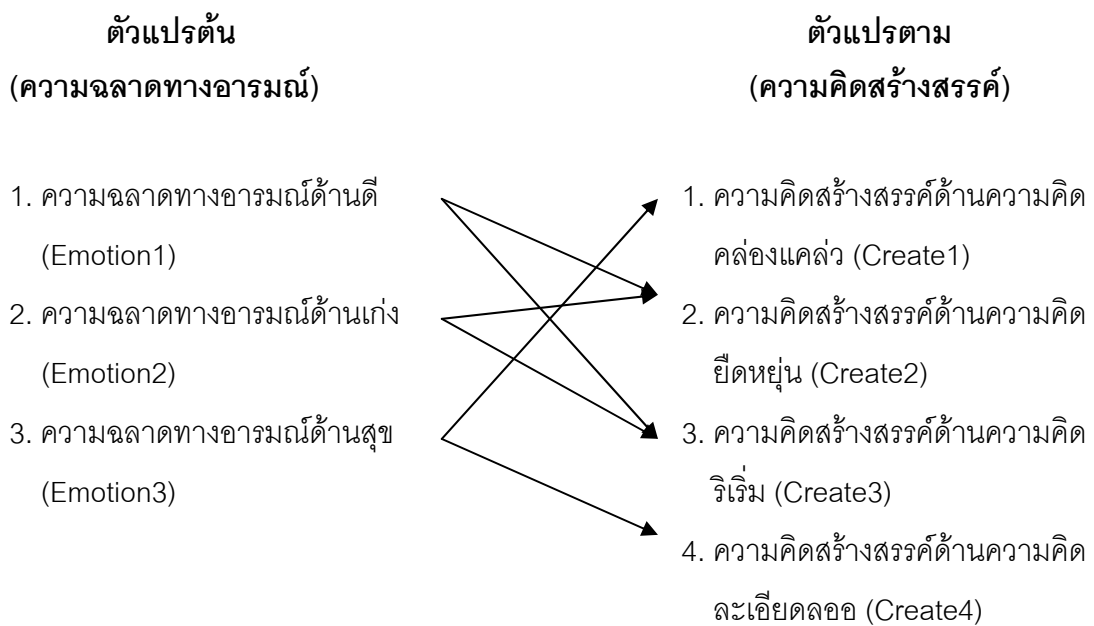 ตัวแปรต้น
(ความฉลาดทางอารมณ์)
1. ความฉลาดทางอารมณ์ด้านดี
(Emotion1)
2. ความฉลาดทางอารมณ์ด้านเก่ง
(Emotion2)
3. ความฉลาดทางอารมณ์ด้านสุข
(Emotion3)
ตัวแปรตาม
(ความคิดสร้างสรรค์)
1. ความคิดสร้างสรรค์ด้านความคิด
คล่องแคล่ว (Create1)
2. ความคิดสร้างสรรค์ด้านความคิด
ยืดหยุ่น (Create2)
3. ความคิดสร้างสรรค์ด้านความคิด
ริเริ่ม (Create3)
4. ความคิดสร้างสรรค์ด้านความคิด
ละเอียดลออ (Create4)